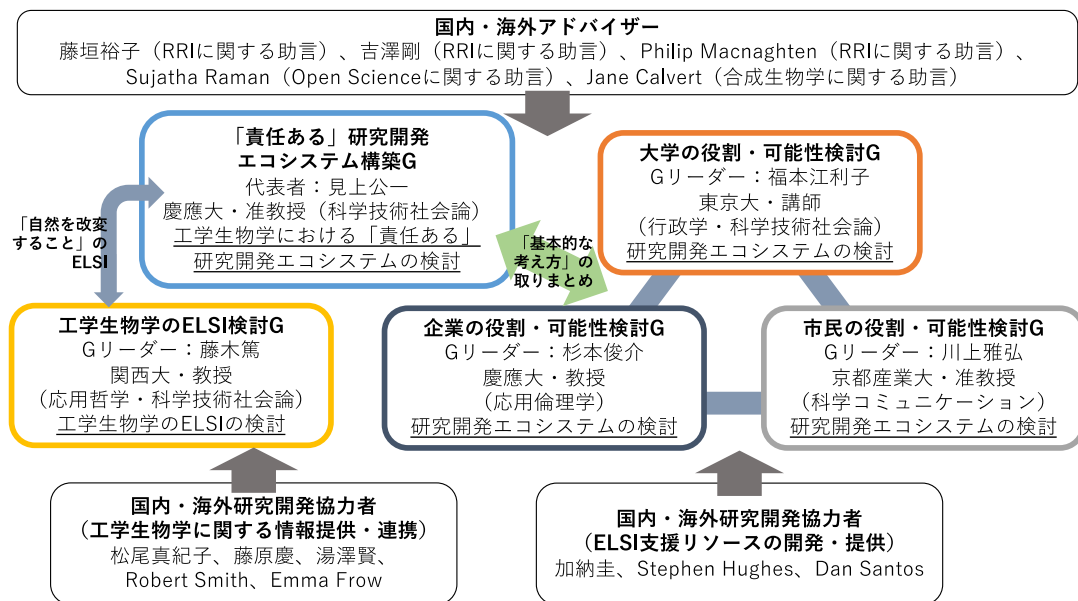 国内・海外アドバイザー
藤垣裕子（RRIに関する助言）、吉澤剛（RRIに関する助言）、Philip Macnaghten（RRIに関する助言）、
Sujatha Raman（Open Scienceに関する助言）、Jane Calvert（合成生物学に関する助言）
「責任ある」研究開発
エコシステム構築G
代表者：見上公一
慶應大・准教授（科学技術社会論）
工学生物学における「責任ある」
研究開発エコシステムの検討
大学の役割・可能性検討G
Gリーダー：福本江利子
東京大・講師
(行政学・科学技術社会論)
研究開発エコシステムの検討
「自然を改変
すること」の
ELSI
「基本的な
考え方」の
取りまとめ
工学生物学のELSI検討G
Gリーダー：藤木篤
関西大・教授
(応用哲学・科学技術社会論)
工学生物学のELSIの検討
企業の役割・可能性検討G
Gリーダー：杉本俊介
慶應大・教授
(応用倫理学)
研究開発エコシステムの検討
市民の役割・可能性検討G
Gリーダー：川上雅弘
京都産業大・准教授
(科学コミュニケーション)
研究開発エコシステムの検討
国内・海外研究開発協力者
（工学生物学に関する情報提供・連携）
松尾真紀子、藤原慶、湯澤賢、
Robert Smith、Emma Frow
国内・海外研究開発協力者
（ELSI支援リソースの開発・提供）
加納圭、Stephen Hughes、Dan Santos